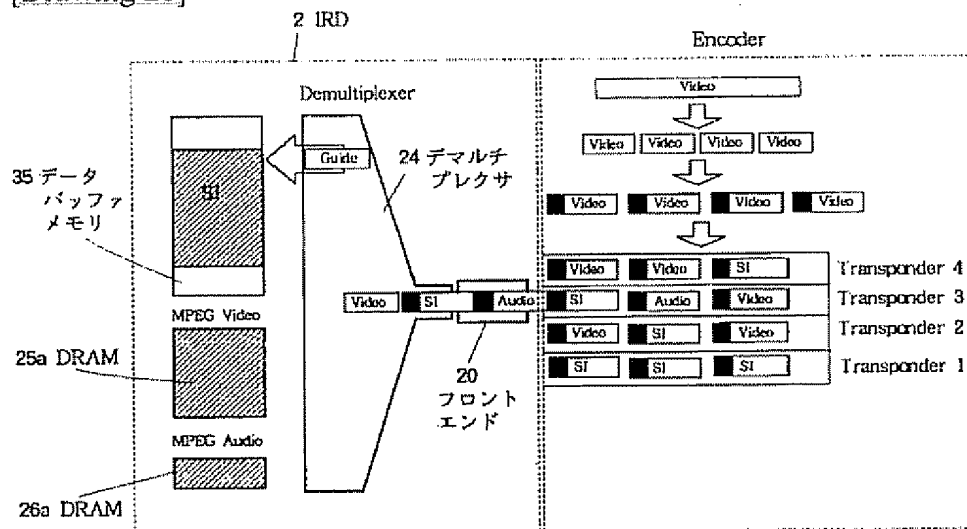 2 IRD
Encoder
Demultiplexer
Video
Video Video Video Video
Guide
24 デマルチ
プレクサ
35 データ
バッファ
メモリ
SI
Video Video Video Video
Video Video SI Transponder 4
Video SI Audio SI Audio Video Transponder 3
Video SI Video Transponder 2
SI SI SI Transponder 1
MPEG Video
25a DRAM
20
フロント
エンド
MPEG Audio
26a DRAM